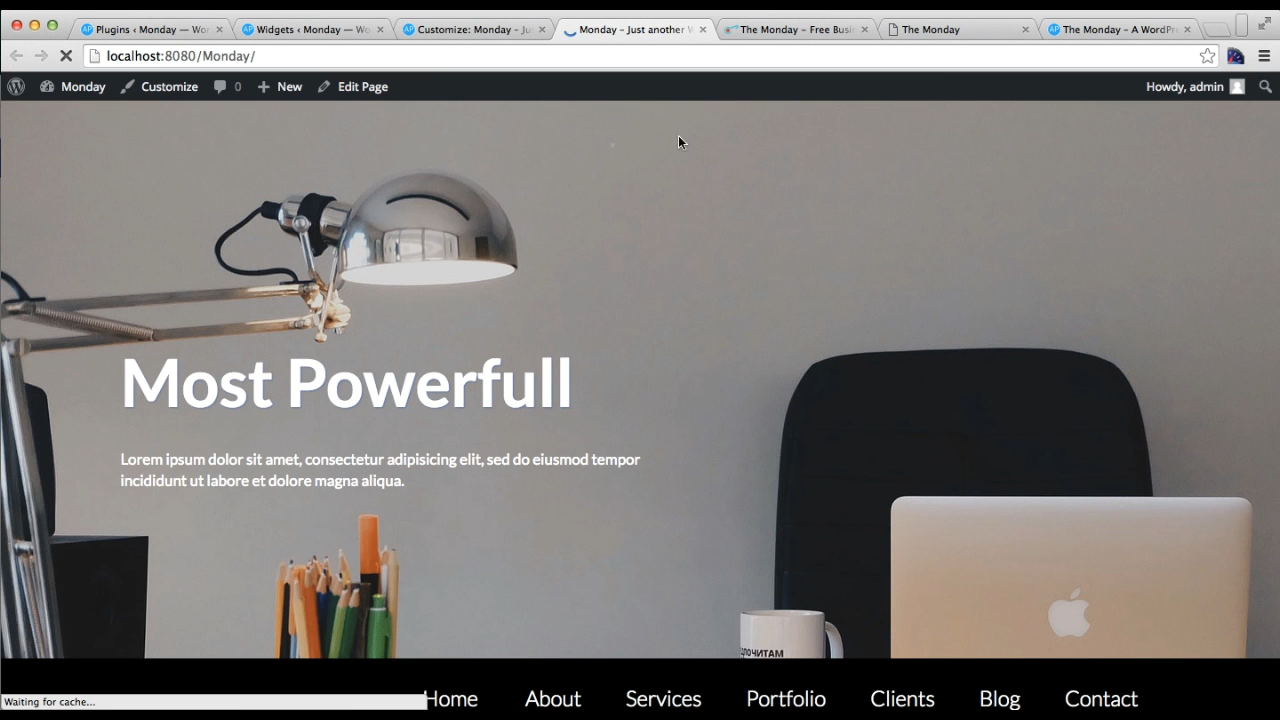 Plugins ‹ Monday — Wo
Widgets ‹ Monday — Wo
Customize: Monday - Ju
Monday – Just another W
The Monday – Free Busi
The Monday
The Monday – A WordPr
localhost:8080/Monday/
Monday
Customize
0
New
Edit Page
Howdy, admin
Most Powerfull
Lorem ipsum dolor sit amet, consectetur adipisicing elit, sed do eiusmod tempor
incididunt ut labore et dolore magna aliqua.
Waiting for cache...
Home
About
Services
Portfolio
Clients
Blog
Contact